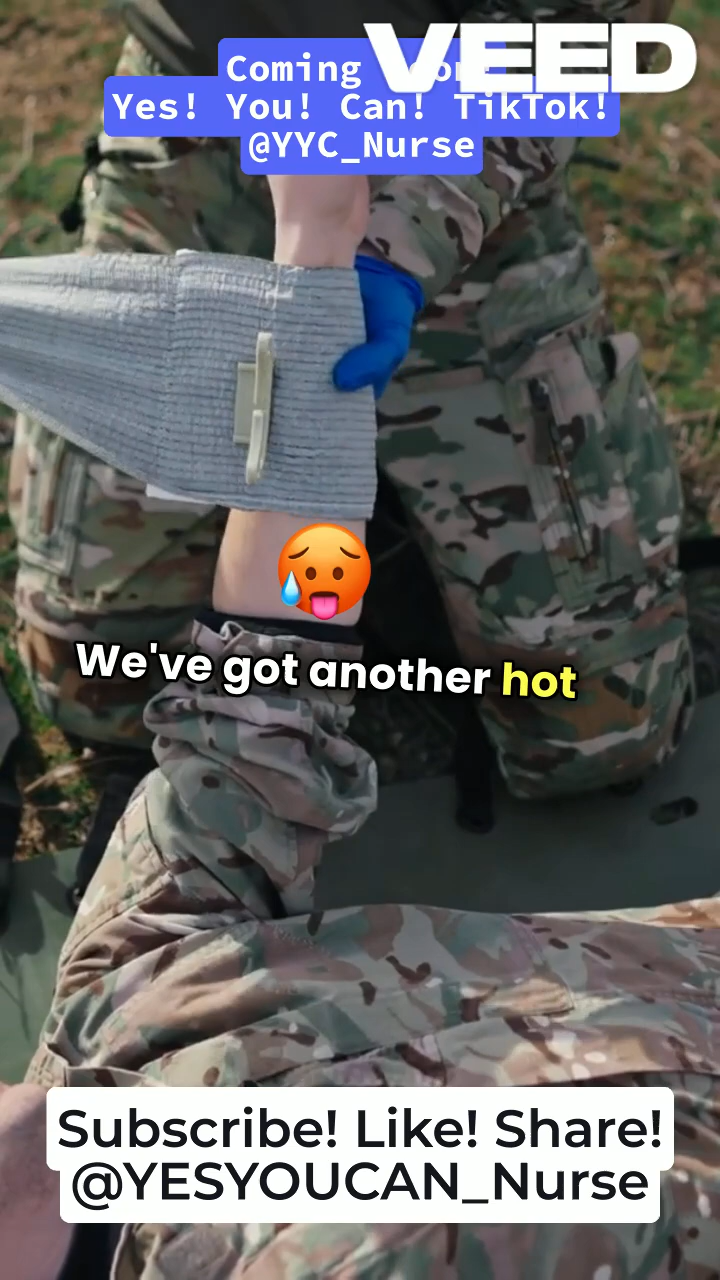 VEED
Coming
Yes! You! Can! TikTok!
@YYC_Nurse
We've got another hot
Subscribe! Like! Share!
@YESYOUCAN_Nurse